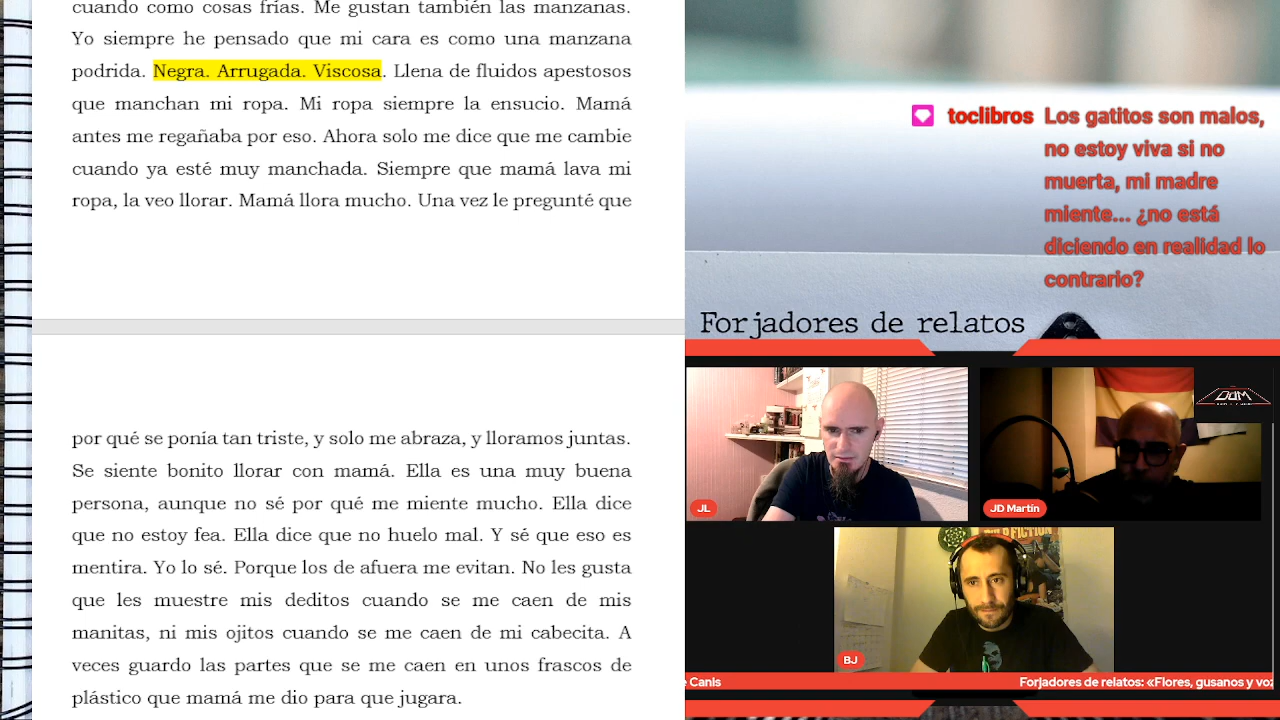 cuando como cosas frías. Me gustan también las manzanas.
Yo siempre he pensado que mi cara es como una manzana
podrida. Negra. Arrugada. Viscosa. Llena de fluidos apestosos
que manchan mi ropa. Mi ropa siempre la ensucio. Mamá
antes me regañaba por eso. Ahora solo me dice que me cambie
cuando ya esté muy manchada. Siempre que mamá lava mi
ropa, la veo llorar. Mamá llora mucho. Una vez le pregunté que
por qué se ponía tan triste, y solo me abraza, y lloramos juntas.
Se siente bonito llorar con mamá. Ella es una muy buena
persona, aunque no sé por qué me miente mucho. Ella dice
que no estoy fea. Ella dice que no huelo mal. Y sé que eso es
mentira. Yo lo sé. Porque los de afuera me evitan. No les gusta
que les muestre mis deditos cuando se me caen de mis
manitas, ni mis ojitos cuando se me caen de mi cabecita. A
veces guardo las partes que se me caen en unos frascos de
plástico que mamá me dio para que jugara.
toclibros Los gatitos son malos,
no estoy viva si no
muerta, mi madre
miente... ¿no está
diciendo en realidad lo
contrario?
Forjadores de relatos
JL
JD Martín
BJ
Canis
Forjadores de relatos: «Flores, gusanos y voz